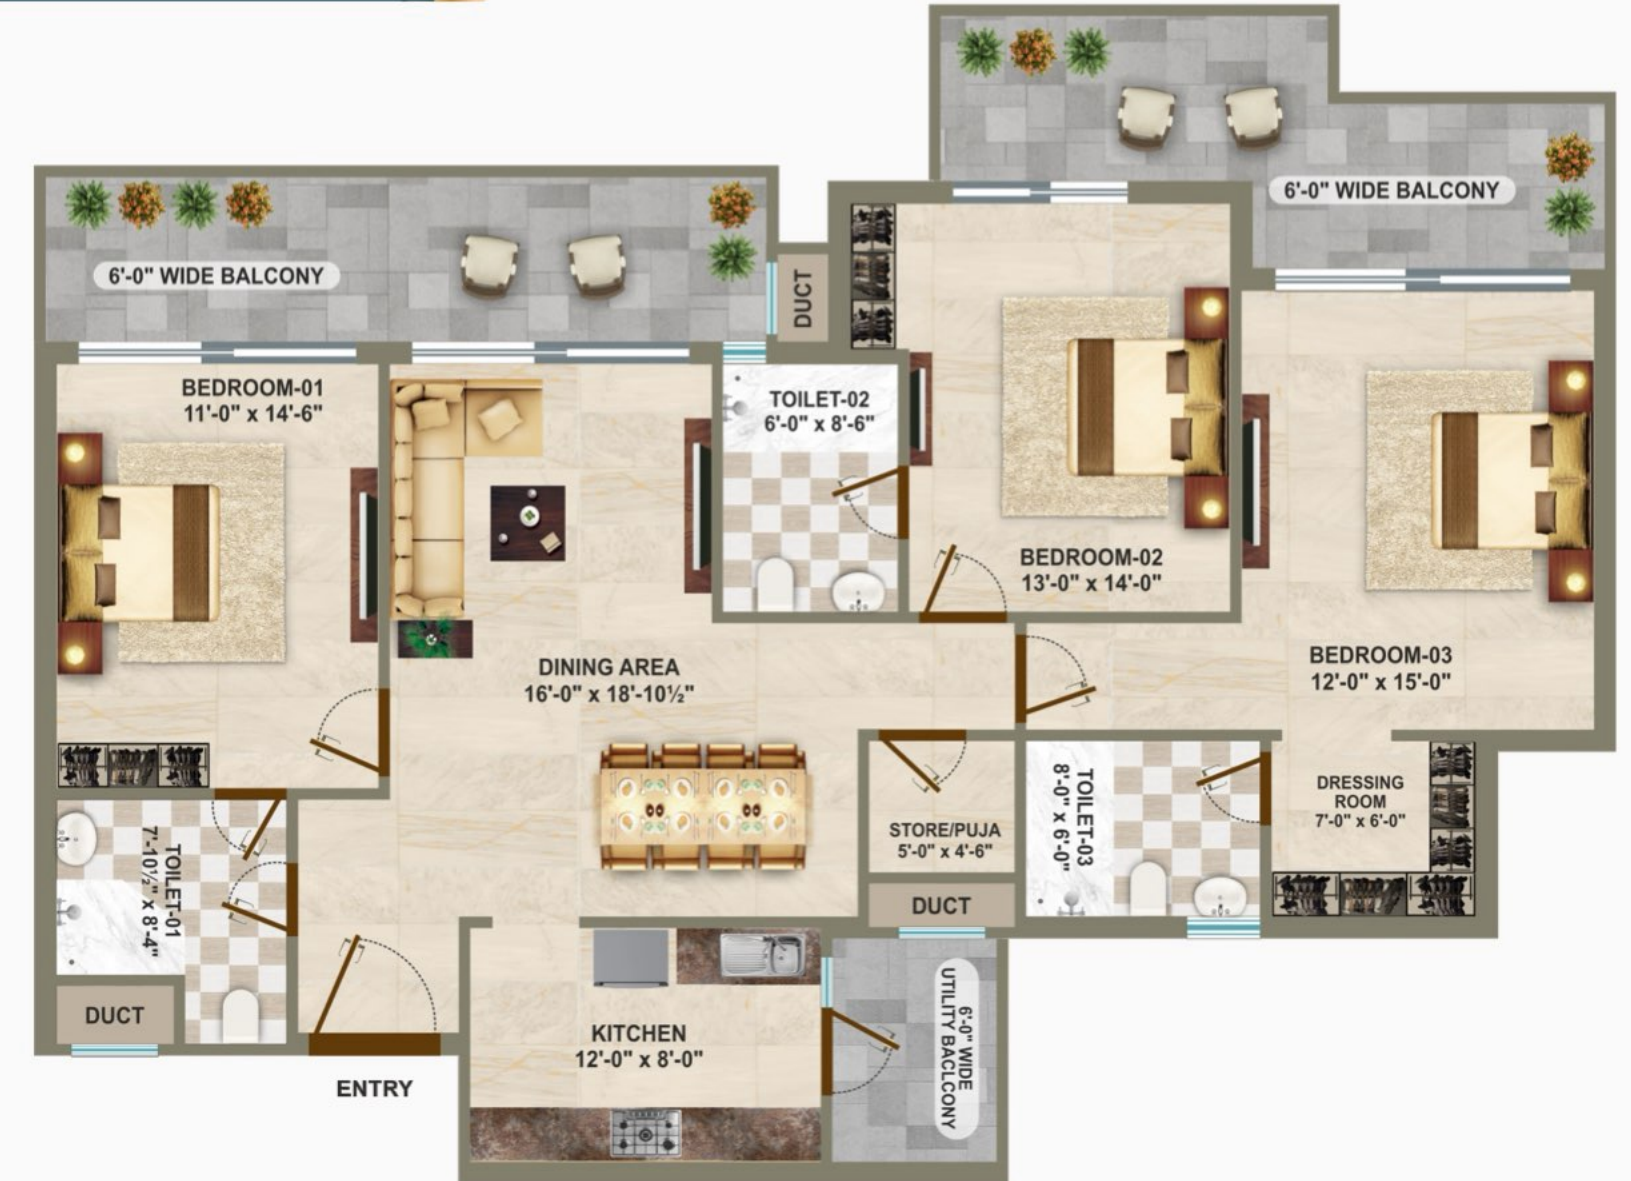 6'-0" WIDE BALCONY
6'-0" WIDE BALCONY
DUCT
BEDROOM-01
11'-0" x 14'-6"
TOILET-02
6'-0" x 8'-6"
BEDROOM-02
13'-0" x 14'-0"
DINING AREA
16'-0" x 18'-10½"
BEDROOM-03
12'-0" x 15'-0"
TOILET-01
7'-10½" x 8'-4"
STORE/PUJA
5'-0" x 4'-6"
TOILET-03
8'-0" x 6'-0"
DRESSING
ROOM
7'-0" x 6'-0"
DUCT
DUCT
KITCHEN
12'-0" x 8'-0"
6'-0" WIDE
UTILITY BACLCONY
ENTRY